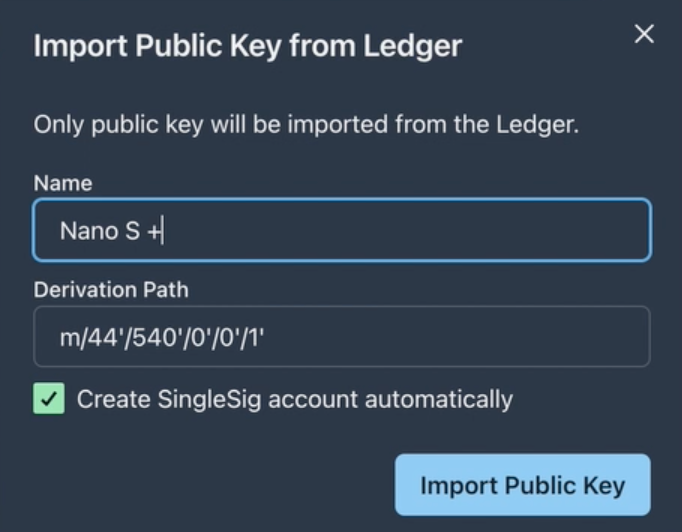 Import Public Key from Ledger
Only public key will be imported from the Ledger.
Name
Nano S +
Derivation Path
m/44'/540'/0'/0'/1'
Create SingleSig account automatically
Import Public Key